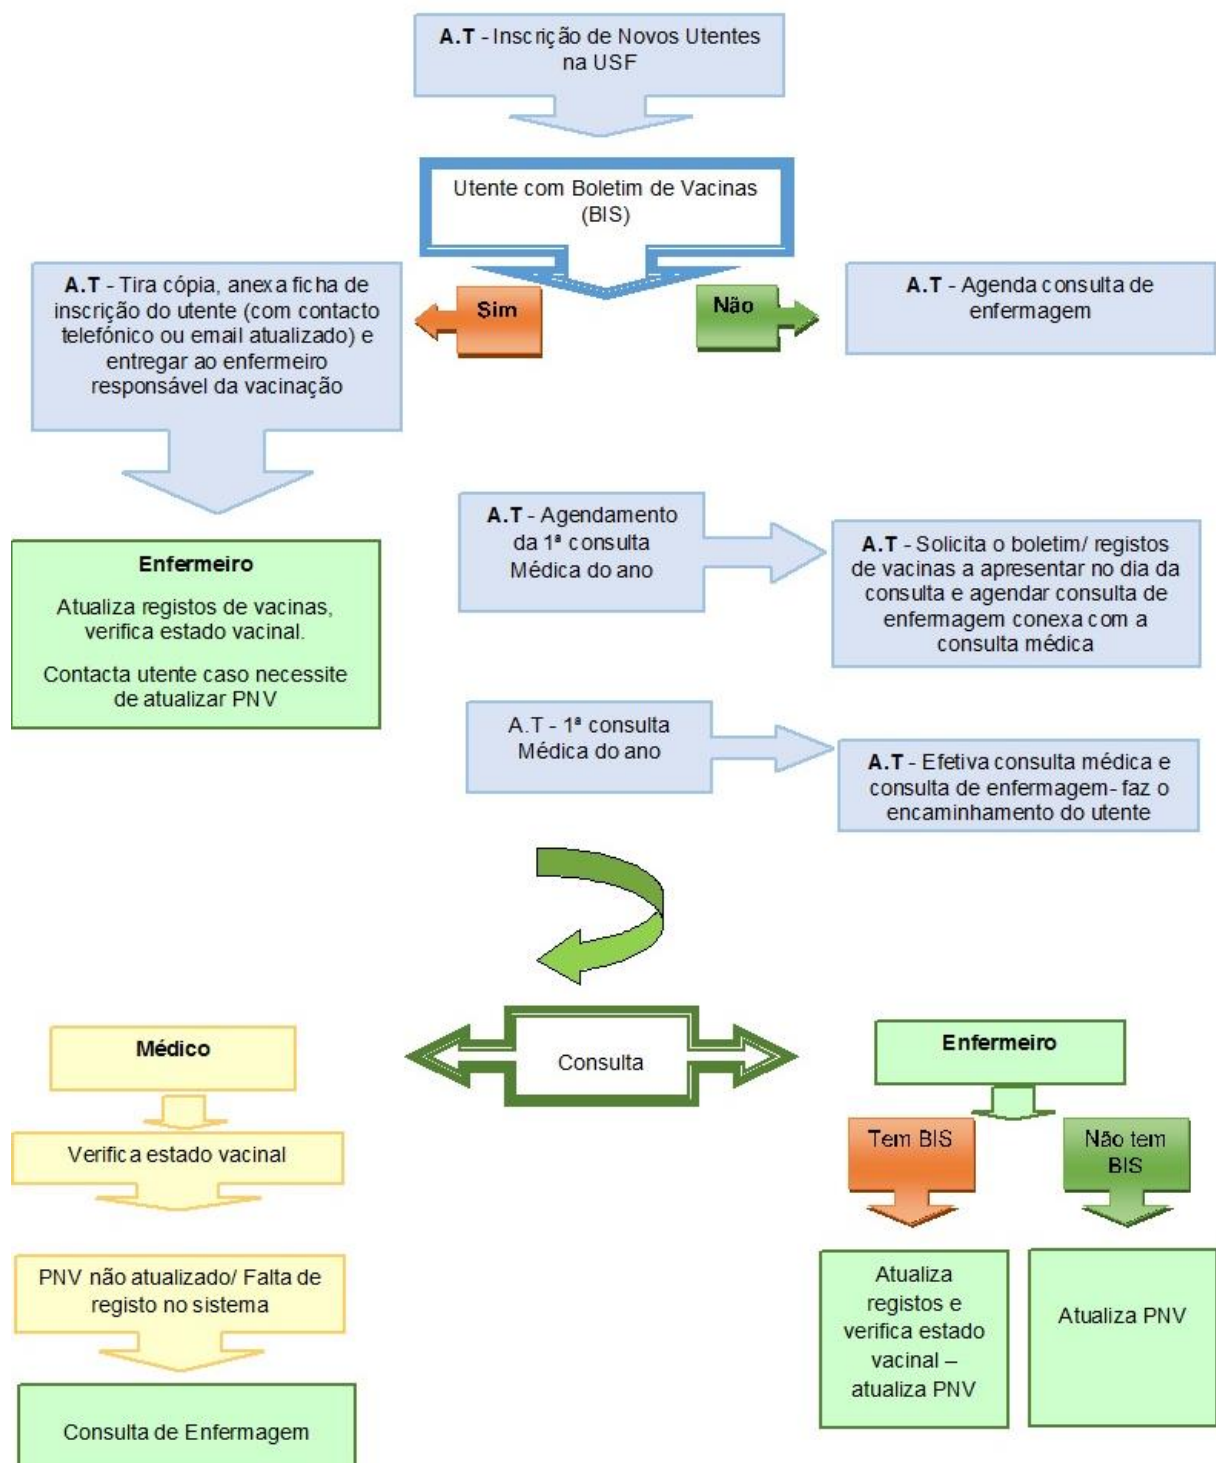 A.T - Inscrição de Novos Utentes
na USF
Utente com Boletim de Vacinas
(BIS)
A.T - Tira cópia, anexa ficha de
inscrição do utente (com contacto
telefónico ou email atualizado) e
entregar ao enfermeiro
responsável da vacinação
Sim
Não
A.T - Agenda consulta de
enfermagem
Enfermeiro
Atualiza registos de vacinas,
verifica estado vacinal.
Contacta utente caso necessite
de atualizar PNV
A.T - Agendamento
da 1ª consulta
Médica do ano
A.T - Solicita o boletim/ registos
de vacinas a apresentar no dia da
consulta e agendar consulta de
enfermagem conexa com a
consulta médica
A.T - 1ª consulta
Médica do ano
A.T - Efetiva consulta médica e
consulta de enfermagem- faz o
encaminhamento do utente
Consulta
Médico
Verifica estado vacinal
PNV não atualizado/ Falta de
registo no sistema
Consulta de Enfermagem
Enfermeiro
Tem BIS
Não tem
BIS
Atualiza
registos e
verifica estado
vacinal –
atualiza PNV
Atualiza PNV